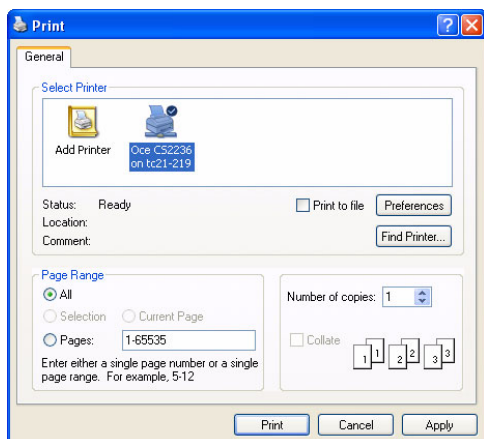 Print
General
Select Printer
Add Printer
Oce CS2236
on tc21-219
Status: Ready
Print to file
Preferences
Location:
Comment:
Find Printer...
Page Range
All
Selection
Current Page
Pages:
1-65535
Enter either a single page number or a single
page range. For example, 5-12
Number of copies:
1
Collate
1 1 2 2 3 3
Print
Cancel
Apply